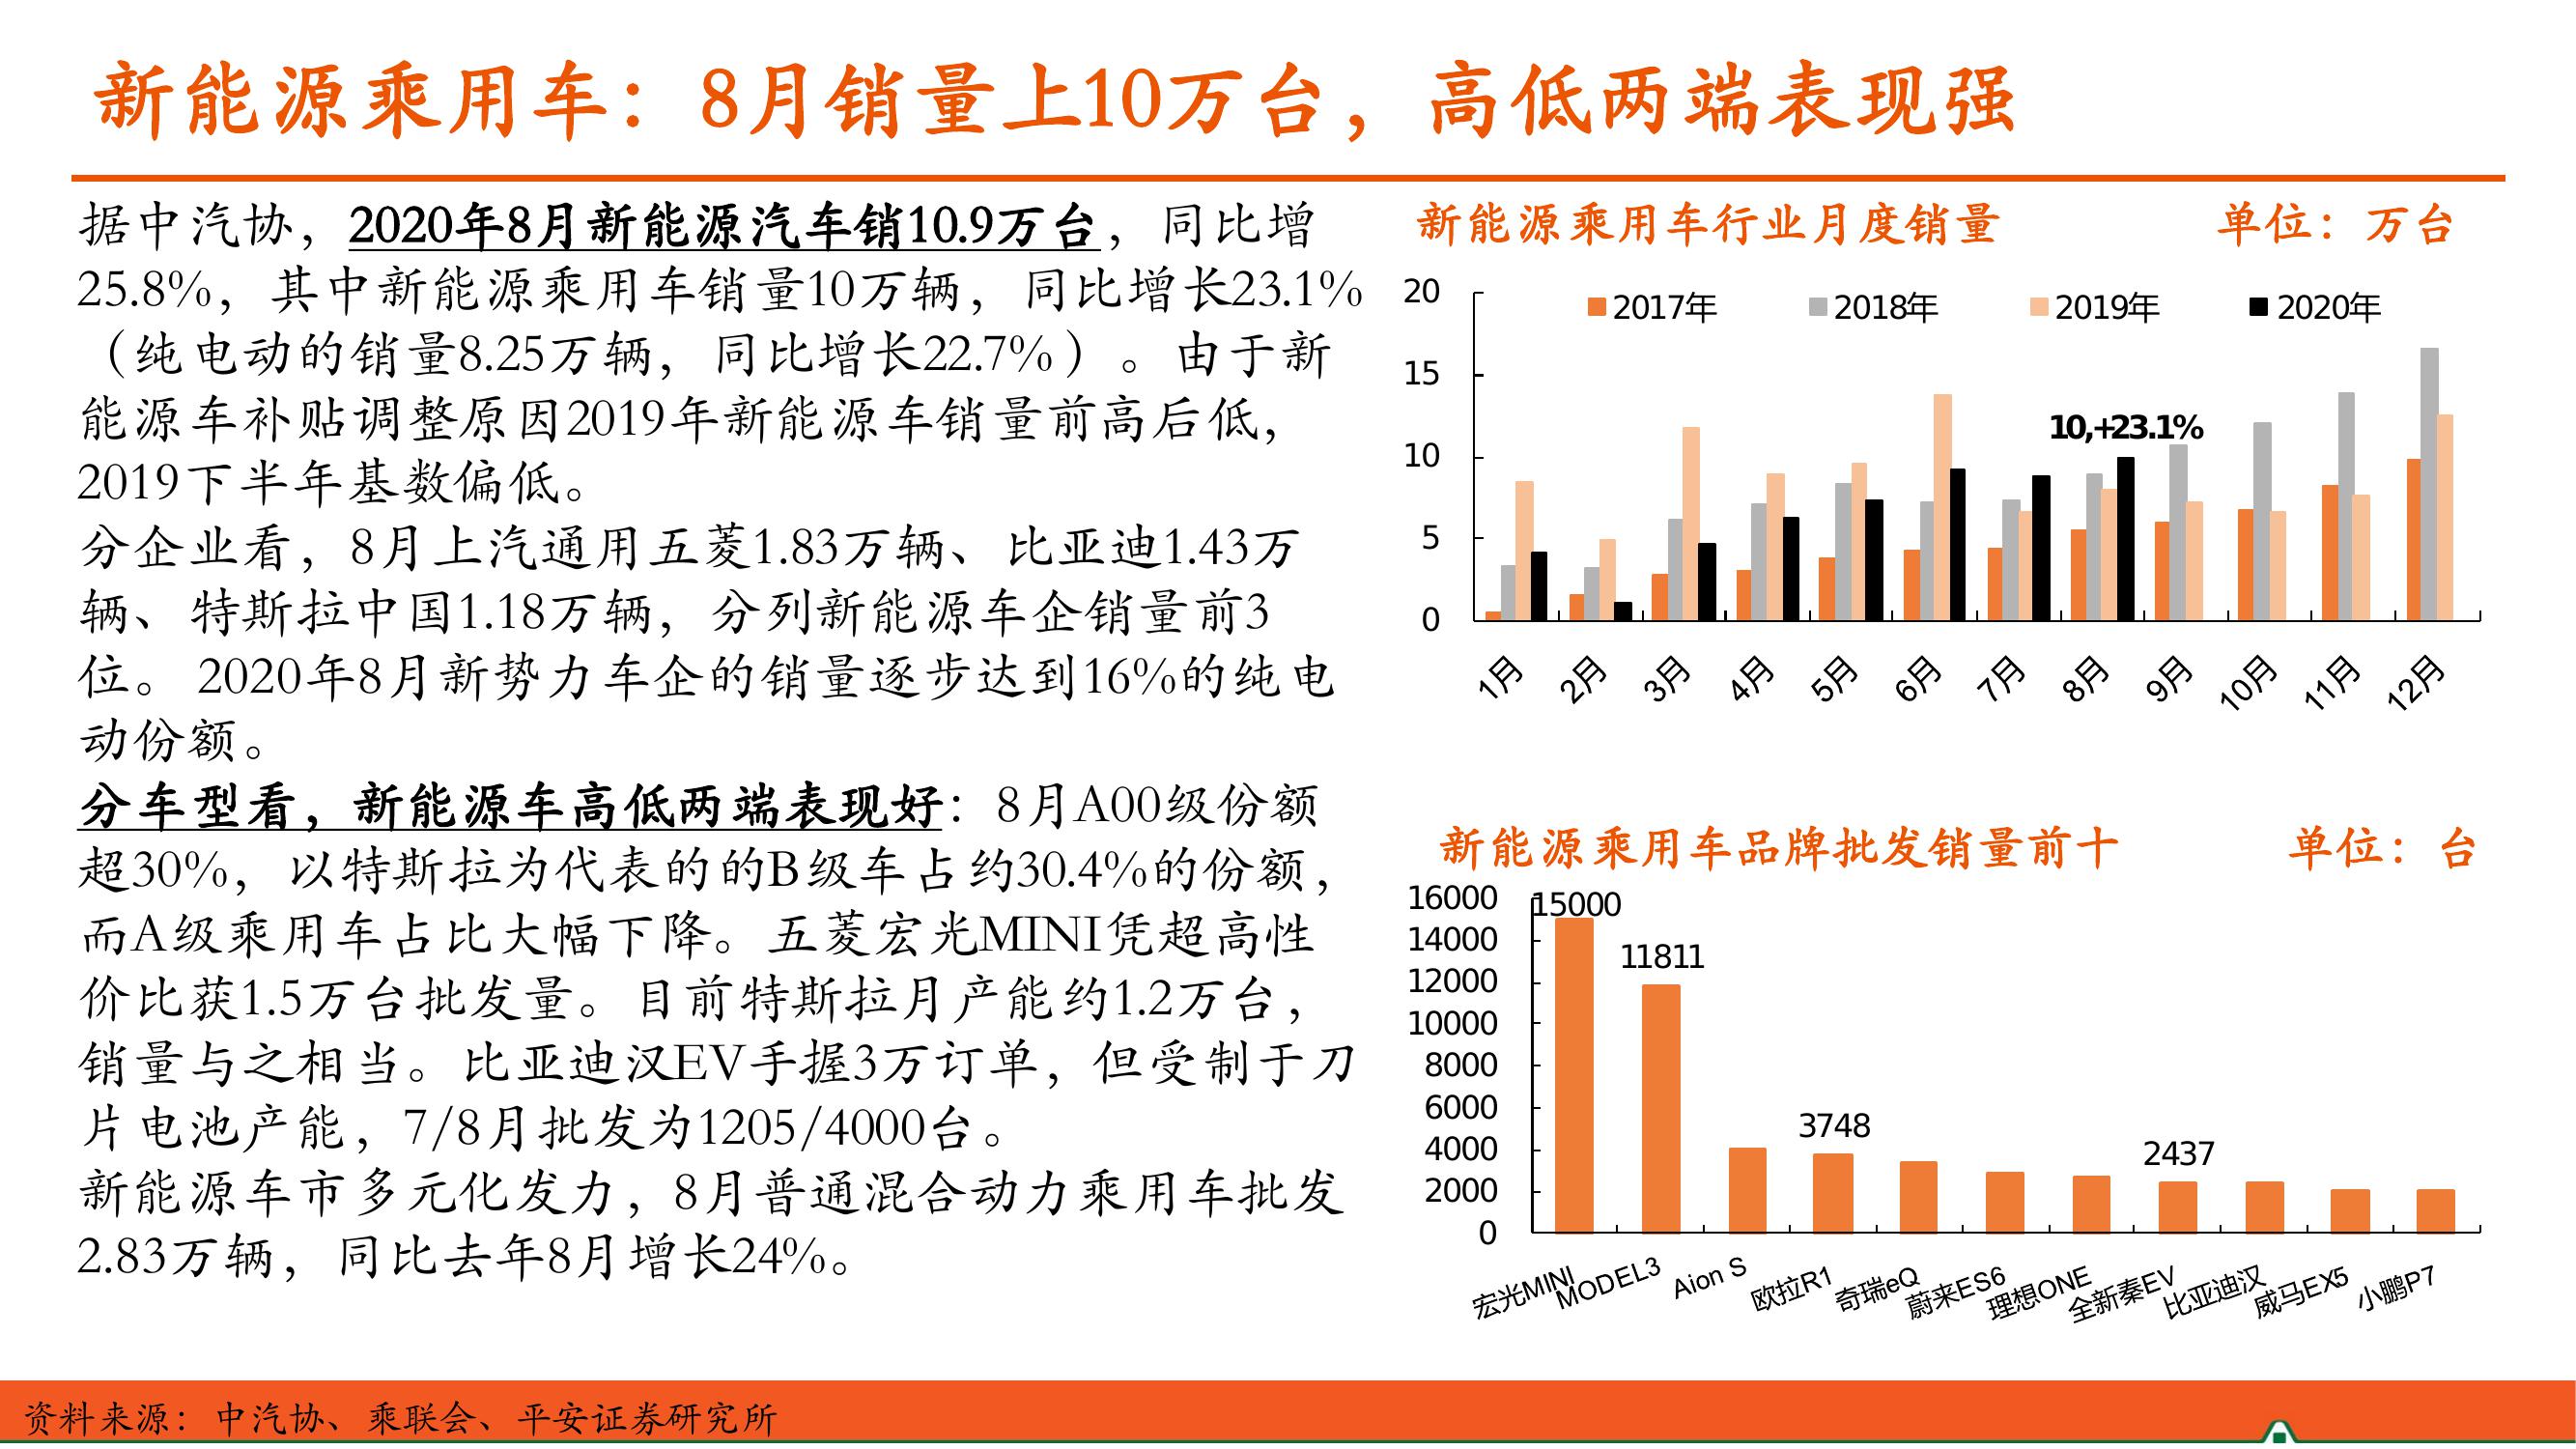 新能源乘用车：8月销量上10万台，高低两端表现强
据中汽协，2020年8月新能源汽车销10.9万台，同比增
25.8%，其中新能源乘用车销量10万辆，同比增长23.1%
（纯电动的销量8.25万辆，同比增长22.7%）。由于新
能源车补贴调整原因2019年新能源车销量前高后低，
2019下半年基数偏低。
分企业看，8月上汽通用五菱1.83万辆、比亚迪1.43万
辆、特斯拉中国1.18万辆，分列新能源车企销量前3
位。 2020年8月新势力车企的销量逐步达到16%的纯电
动份额。
分车型看，新能源车高低两端表现好：8月A00级份额
超30%，以特斯拉为代表的的B级车占约30.4%的份额，
而A级乘用车占比大幅下降。五菱宏光MINI凭超高性
价比获1.5万台批发量。目前特斯拉月产能约1.2万台，
销量与之相当。比亚迪汉EV手握3万订单，但受制于刀
片电池产能，7/8月批发为1205/4000台。
新能源车市多元化发力，8月普通混合动力乘用车批发
2.83万辆，同比去年8月增长24%。
新能源乘用车行业月度销量 单位：万台
2017年 2018年 2019年 2020年
20
15
10
5
0
10,+23.1%
1月 2月 3月 4月 5月 6月 7月 8月 9月 10月 11月 12月
新能源乘用车品牌批发销量前十 单位：台
16000
14000
12000
10000
8000
6000
4000
2000
0
15000
11811
3748
2437
宏光MINI MODEL3 Aion S 欧拉R1 奇瑞eQ 蔚来ES6 理想ONE 全新秦EV 比亚迪汉 威马EX5 小鹏P7
资料来源：中汽协、乘联会、平安证券研究所